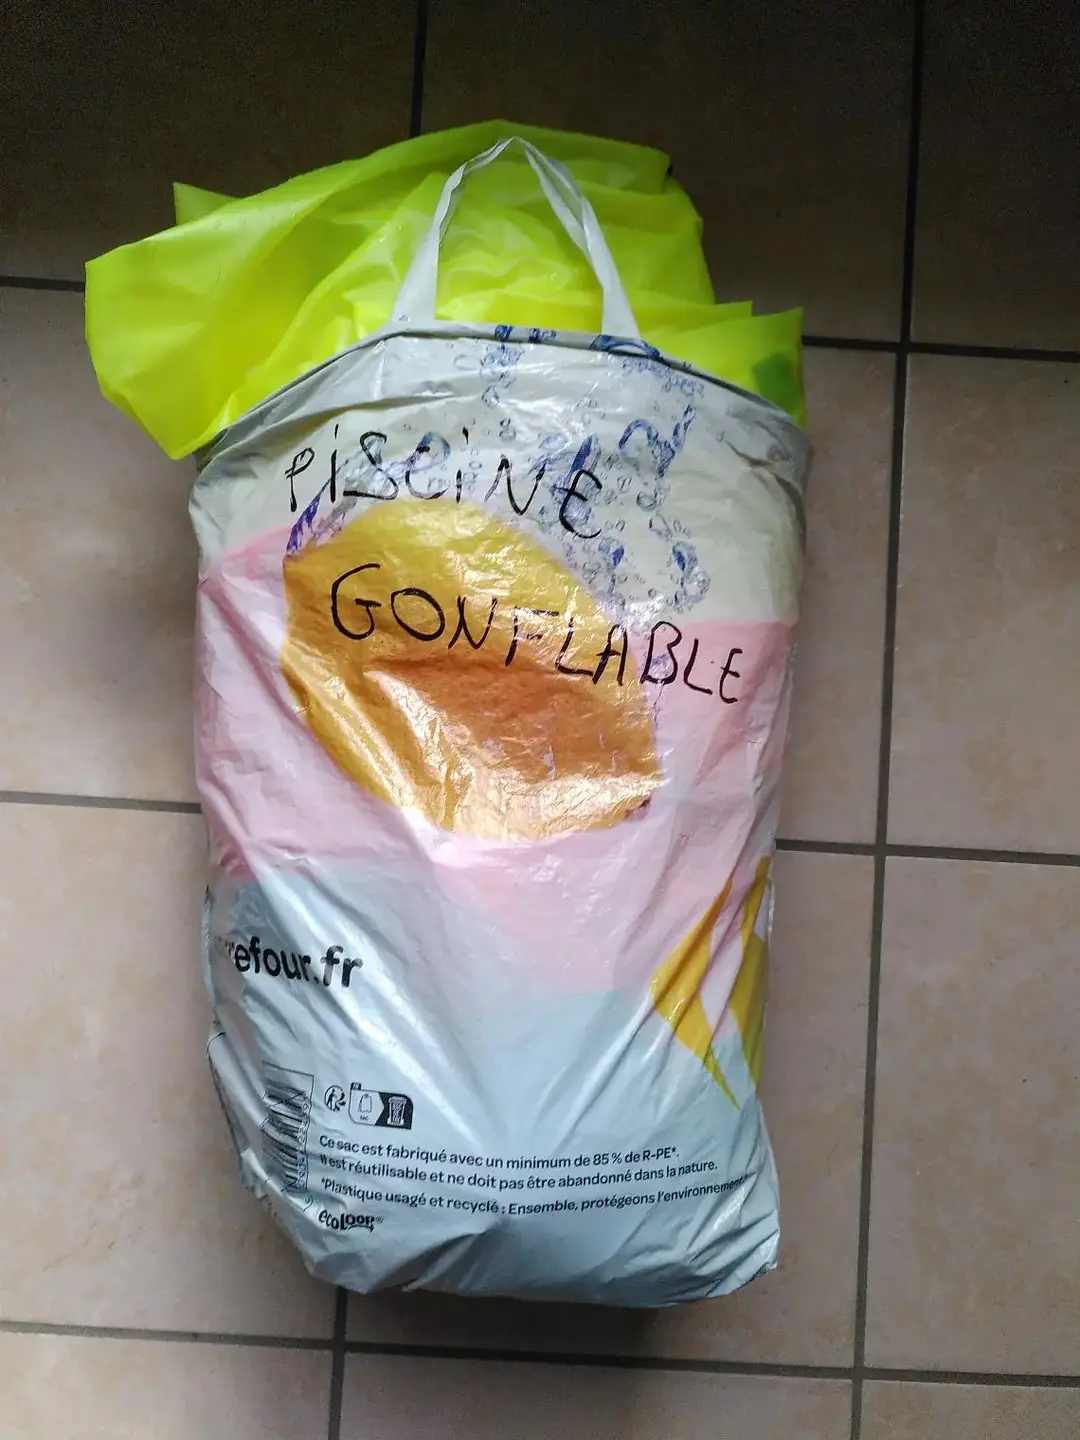 PISCINE
GONFLABLE
refour.fr
Ce sac est fabriqué avec un minimum de 85 % de R-PE*.
Il est réutilisable et ne doit pas être abandonné dans la nature.
*Plastique usagé et recyclé : Ensemble, protégeons l'environnement
ecoLOOP®